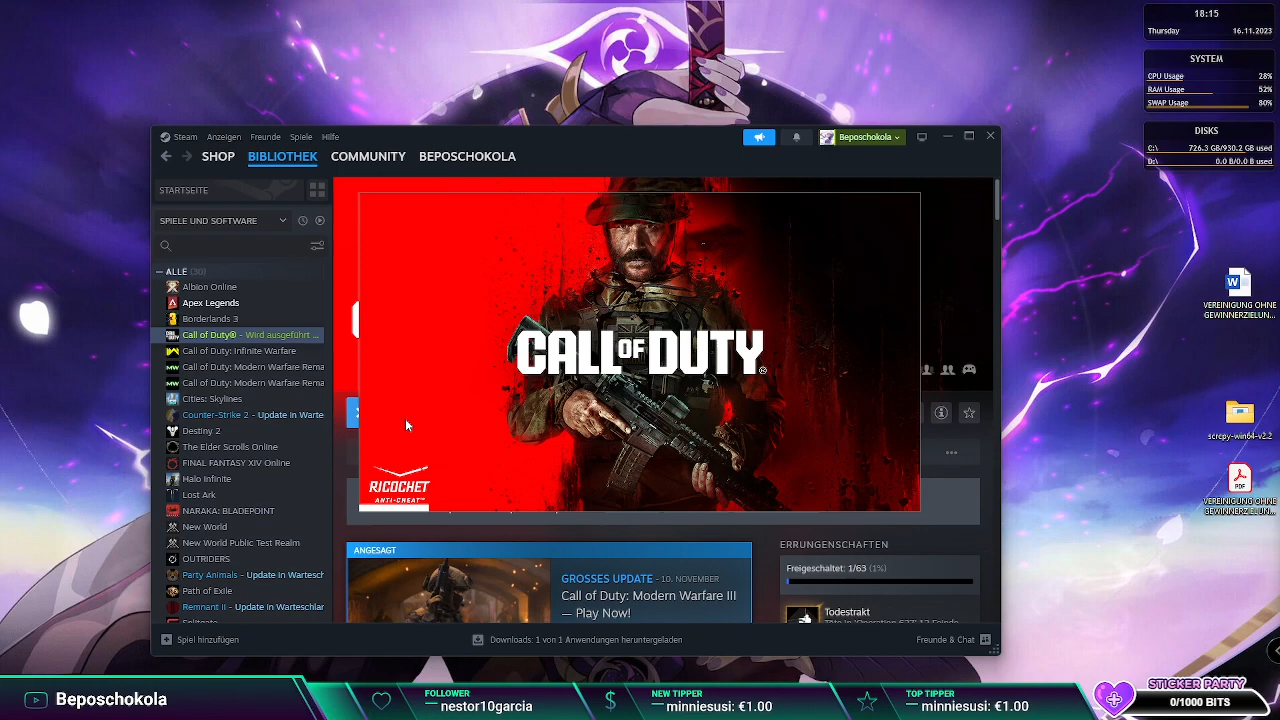 18:15
Thursday 16.11.2023
SYSTEM
CPU Usage 28%
RAM Usage 52%
SWAP Usage 80%
DISKS
C:\ 726.3 GB/930.2 GB used
D:\ 0.0 B/0.0 B used
Steam Anzeigen Freunde Spiele Hilfe
Beposchokola
SHOP BIBLIOTHEK COMMUNITY BEPOSCHOKOLA
STARTSEITE
SPIELE UND SOFTWARE
ALLE (30)
Albion Online
Apex Legends
Borderlands 3
Call of Duty® - Wird ausgeführt ...
Call of Duty: Infinite Warfare
Call of Duty: Modern Warfare Rema
Call of Duty: Modern Warfare Rema
Cities: Skylines
Counter-Strike 2 - Update in Warte
Destiny 2
The Elder Scrolls Online
FINAL FANTASY XIV Online
Halo Infinite
Lost Ark
NARAKA: BLADEPOINT
New World
New World Public Test Realm
OUTRIDERS
Party Animals - Update in Wartesch
Path of Exile
Remnant II - Update in Warteschlar
Splitgate
CALL OF DUTY®
RICOCHET
ANTI-CHEAT™
ANGESAGT
GROSSES UPDATE - 10. NOVEMBER
Call of Duty: Modern Warfare III
— Play Now!
ERRUNGENSCHAFTEN
Freigeschaltet: 1/63 (1%)
Todestrakt
Spiel hinzufügen
Downloads: 1 von 1 Anwendungen heruntergeladen
Freunde & Chat
VEREINIGUNG OHNE
GEWINNERZIELUN...
scrcpy-win64-v2.2
PDF
VEREINIGUNG OHNE
GEWINNERZIELUN...
Beposchokola
FOLLOWER
nestor10garcia
NEW TIPPER
minniesusi: €1.00
TOP TIPPER
minniesusi: €1.00
STICKER PARTY
0/1000 BITS